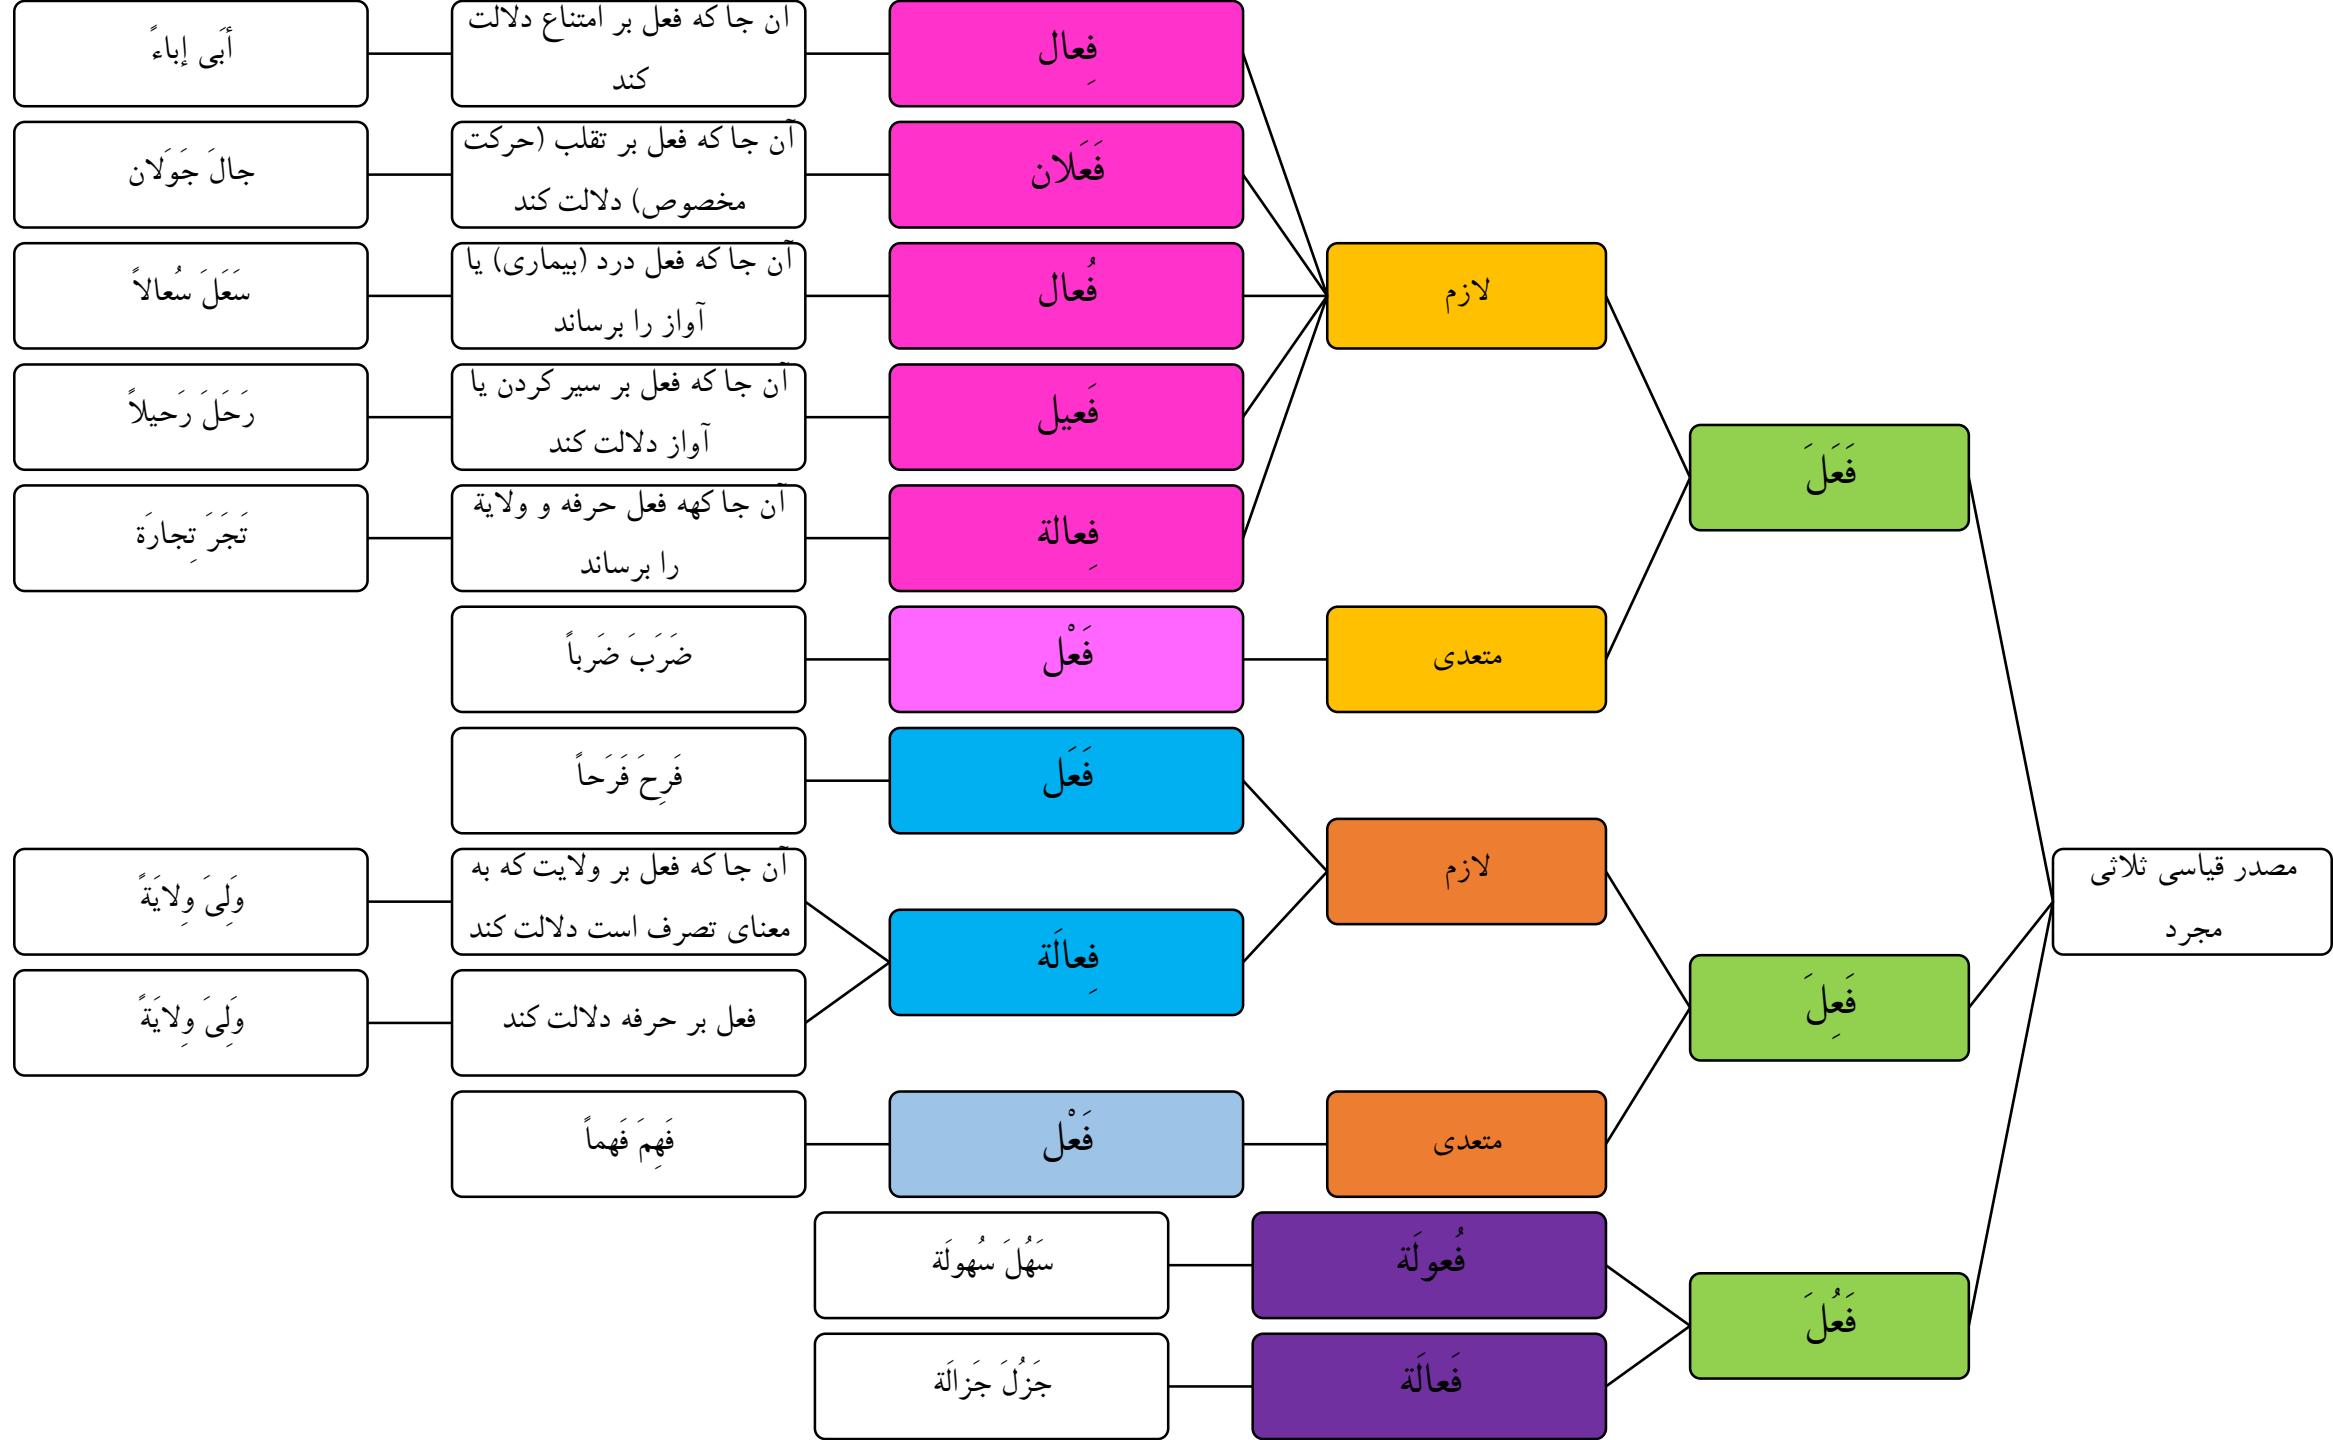 مصدر قیاسی ثلاثی
مجرد
فَعَلَ
لازم
فِعال
ان جا که فعل بر امتناع دلالت
کند
أبَی إباءً
فَعَلان
آن جا که فعل بر تقلب (حرکت
مخصوص) دلالت کند
جالَ جَوَلان
فُعال
آن جا که فعل درد (بیماری) یا
آواز را برساند
سَعَلَ سُعالاً
فَعیل
آن جا که فعل بر سیر کردن یا
آواز دلالت کند
رَحَلَ رَحیلاً
فِعالة
آن جا کهه فعل حرفه و ولایة
را برساند
تَجَرَ تِجارَة
متعدی
فَعْل
ضَرَبَ ضَرباً
فَعِلَ
لازم
فَعَل
فَرِحَ فَرَحاً
فِعالَة
آن جا که فعل بر ولایت که به
معنای تصرف است دلالت کند
وَلِیَ وِلایَةً
فعل بر حرفه دلالت کند
وَلِیَ وِلایَةً
متعدی
فَعْل
فَهِمَ فَهماً
فَعُلَ
فُعولَة
سَهُلَ سُهولَة
فَعالَة
جَزُلَ جَزالَة